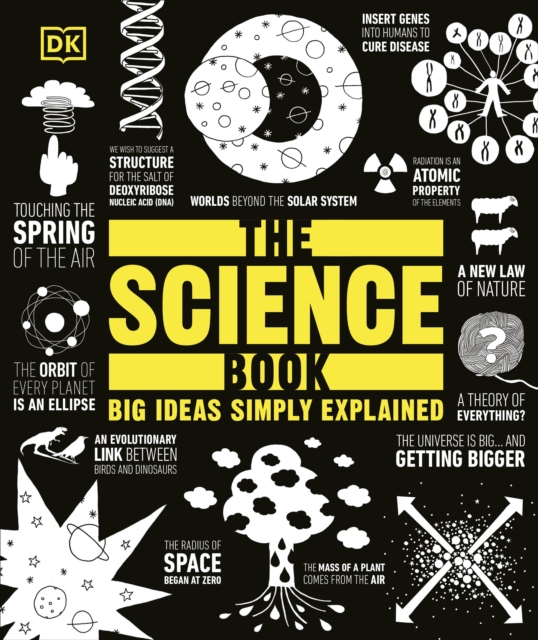 DK
INSERT GENES
INTO HUMANS TO
CURE DISEASE
WE WISH TO SUGGEST A
STRUCTURE
FOR THE SALT OF
DEOXYRIBOSE
NUCLEIC ACID (DNA)
WORLDS BEYOND THE SOLAR SYSTEM
RADIATION IS AN
ATOMIC
PROPERTY
OF THE ELEMENTS
TOUCHING THE
SPRING
OF THE AIR
A NEW LAW
OF NATURE
THE
SCIENCE
BOOK
BIG IDEAS SIMPLY EXPLAINED
THE ORBIT OF
EVERY PLANET
IS AN ELLIPSE
?
A THEORY OF
EVERYTHING?
AN EVOLUTIONARY
LINK BETWEEN
BIRDS AND DINOSAURS
THE UNIVERSE IS BIG... AND
GETTING BIGGER
THE RADIUS OF
SPACE
BEGAN AT ZERO
THE MASS OF A PLANT
COMES FROM THE AIR